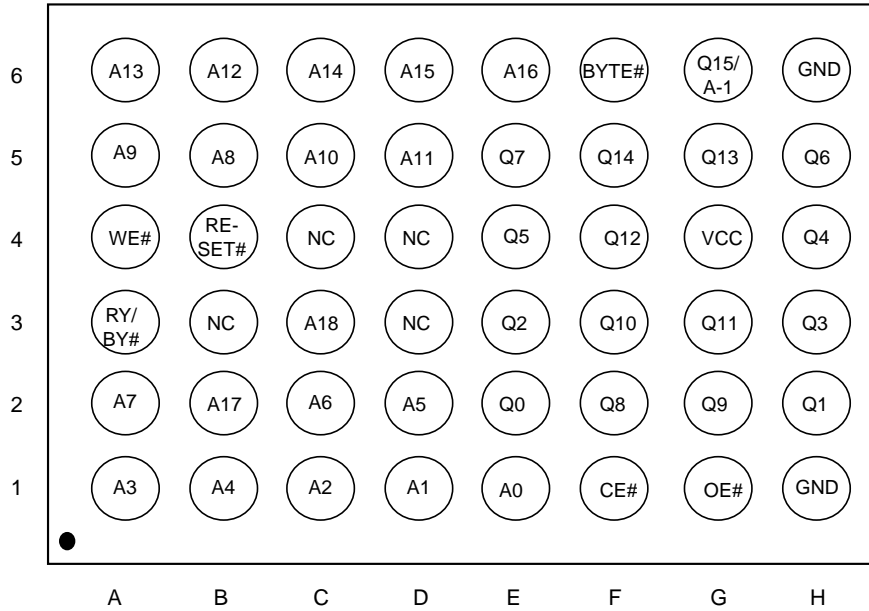 6 A13 A12 A14 A15 A16 BYTE# Q15/ A-1 GND
5 A9 A8 A10 A11 Q7 Q14 Q13 Q6
4 WE# RE- SET# NC NC Q5 Q12 VCC Q4
3 RY/ BY# NC A18 NC Q2 Q10 Q11 Q3
2 A7 A17 A6 A5 Q0 Q8 Q9 Q1
1 A3 A4 A2 A1 A0 CE# OE# GND
A B C D E F G H